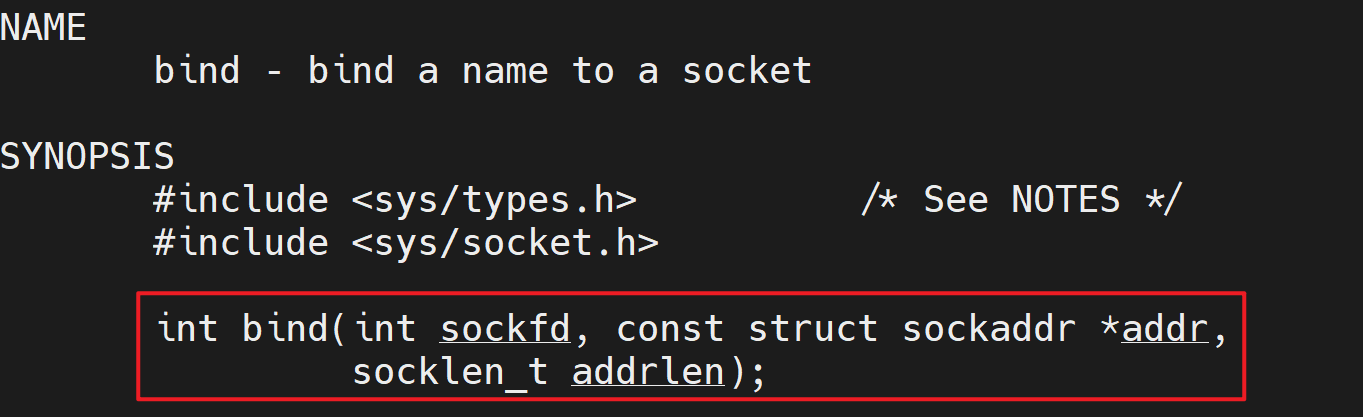 NAME
bind - bind a name to a socket
SYNOPSIS
#include <sys/types.h> /* See NOTES */
#include <sys/socket.h>
int bind(int sockfd, const struct sockaddr *addr,
socklen_t addrlen);